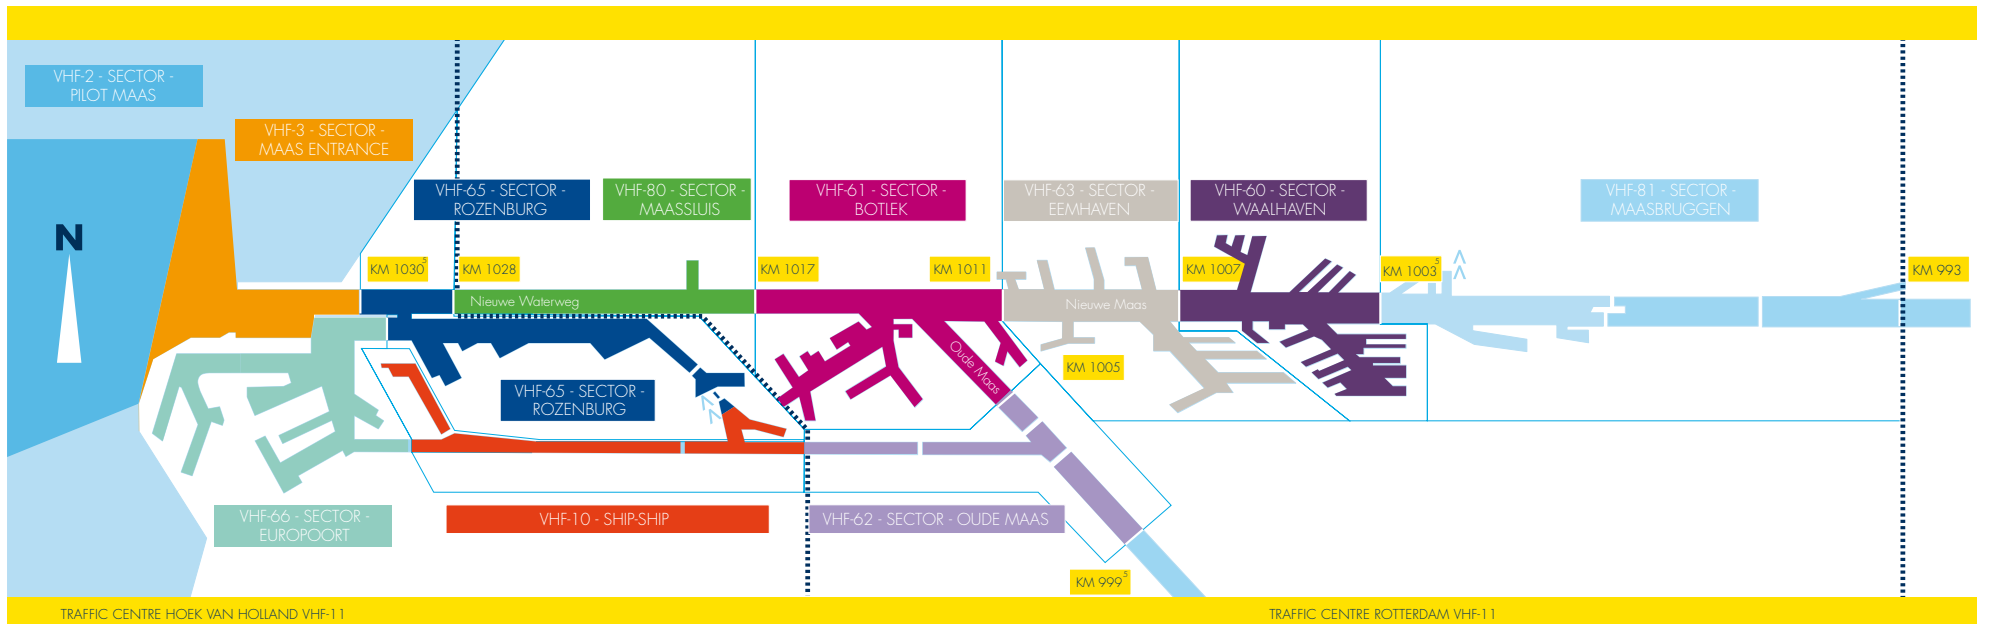 VHF-2 - SECTOR -
PILOT MAAS
VHF-3 - SECTOR -
MAAS ENTRANCE
VHF-65 - SECTOR -
ROZENBURG
VHF-80 - SECTOR -
MAASSLUIS
VHF-61 - SECTOR -
BOTLEK
VHF-63 - SECTOR -
EEMHAVEN
VHF-60 - SECTOR -
WAALHAVEN
VHF-81 - SECTOR -
MAASBRUGGEN
N
KM 1030⁵
KM 1028
KM 1017
KM 1011
KM 1007
KM 1003⁵
KM 993
Nieuwe Waterweg
Nieuwe Maas
Oude Maas
KM 1005
VHF-65 - SECTOR -
ROZENBURG
VHF-66 - SECTOR -
EUROPOORT
VHF-10 - SHIP-SHIP
VHF-62 - SECTOR - OUDE MAAS
KM 999⁵
TRAFFIC CENTRE HOEK VAN HOLLAND VHF-11
TRAFFIC CENTRE ROTTERDAM VHF-11